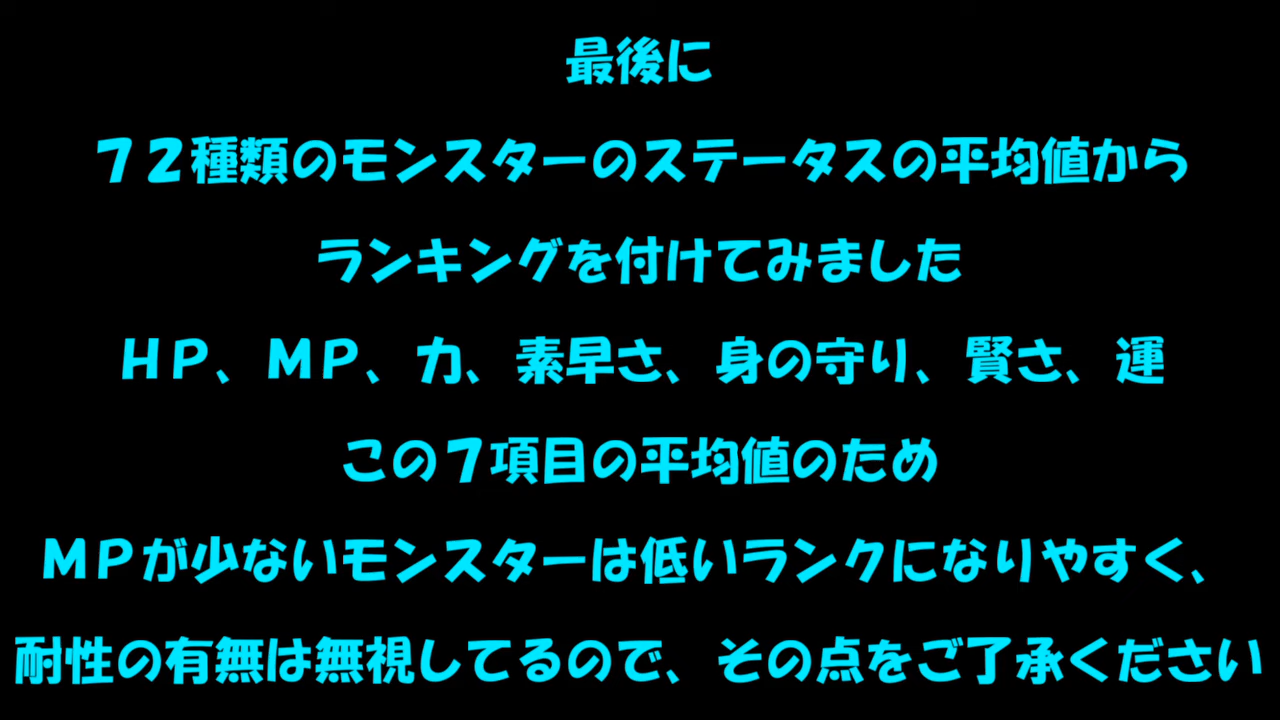 最後に
７２種類のモンスターのステータスの平均値から
ランキングを付けてみました
ＨＰ、ＭＰ、力、素早さ、身の守り、賢さ、運
この７項目の平均値のため
ＭＰが少ないモンスターは低いランクになりやすく、
耐性の有無は無視してるので、その点をご了承ください